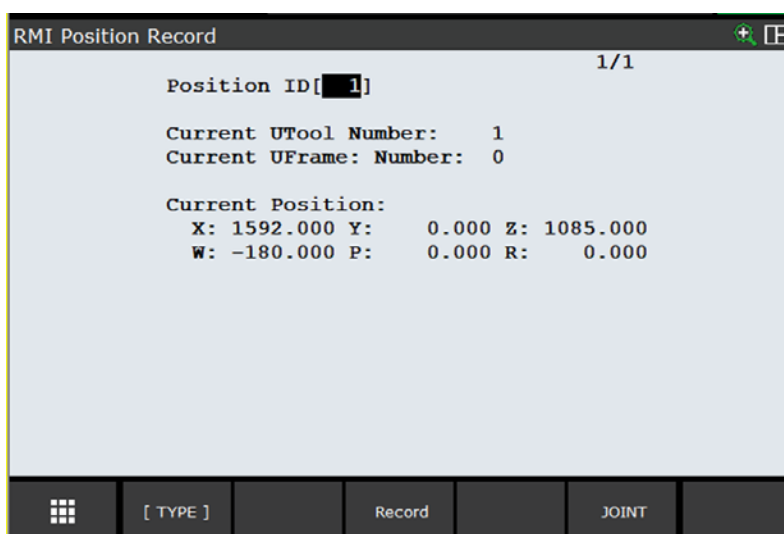 RMI Position Record
1/1
Position ID[ 1]
Current UTool Number: 1
Current UFrame: Number: 0
Current Position:
X: 1592.000 Y: 0.000 Z: 1085.000
W: -180.000 P: 0.000 R: 0.000
[ TYPE ] Record JOINT